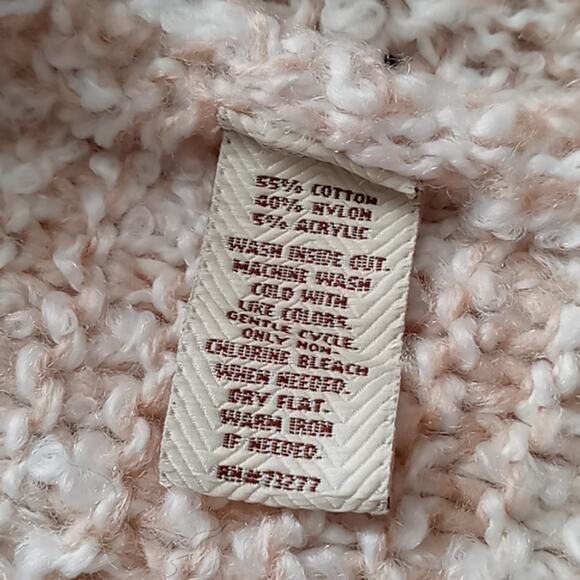 55% COTTON
40% NYLON
5% ACRYLIC
WASH INSIDE OUT.
MACHINE WASH
COLD WITH
LIKE COLORS.
GENTLE CYCLE.
ONLY NON-
CHLORINE BLEACH
WHEN NEEDED.
DRY FLAT.
WARM IRON
IF NEEDED.
RN#71277